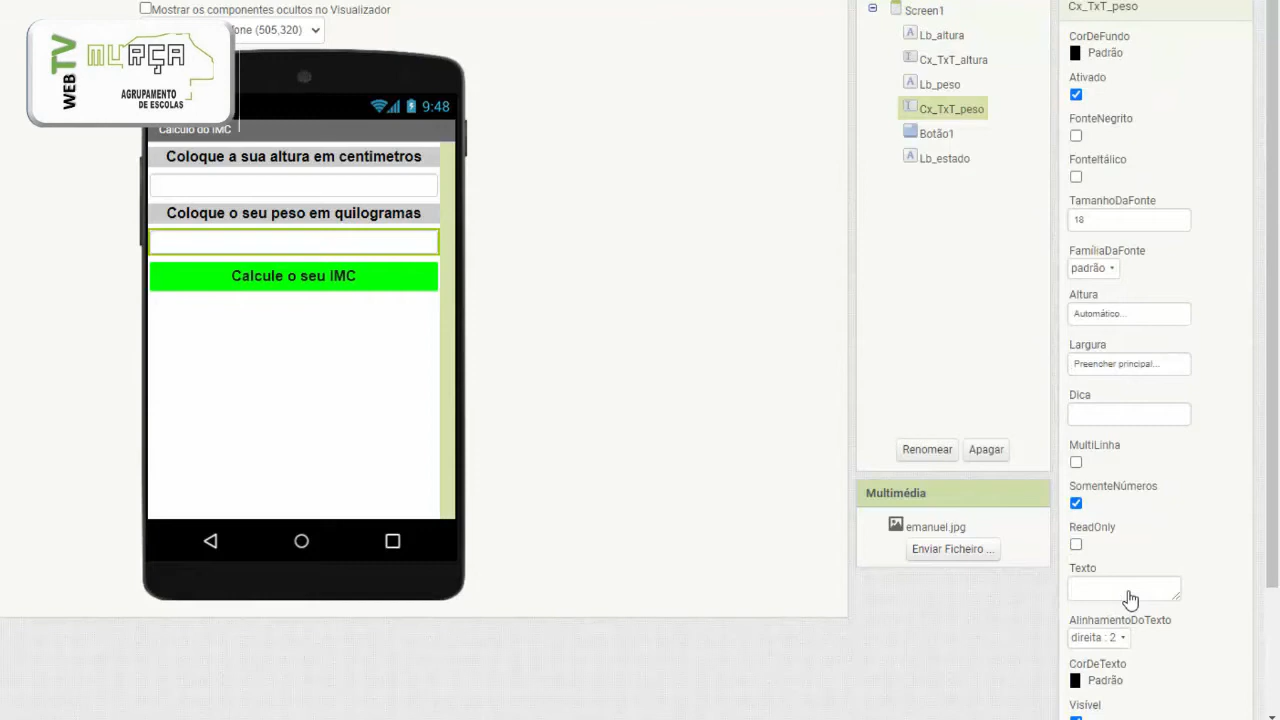 Mostrar os componentes ocultos no Visualizador
fone (505,320)
WEB TV
MURÇA
AGRUPAMENTO
DE ESCOLAS
9:48
Calculo do IMC
Coloque a sua altura em centimetros
Coloque o seu peso em quilogramas
Calcule o seu IMC
Screen1
Lb_altura
Cx_TxT_altura
Lb_peso
Cx_TxT_peso
Botão1
Lb_estado
Renomear
Apagar
Multimédia
emanuel.jpg
Enviar Ficheiro ...
Cx_TxT_peso
CorDeFundo
Padrão
Ativado
FonteNegrito
FonteItálico
TamanhoDaFonte
18
FamíliaDaFonte
padrão
Altura
Automático...
Largura
Preencher principal...
Dica
MultiLinha
SomenteNúmeros
ReadOnly
Texto
AlinhamentoDoTexto
direita : 2
CorDeTexto
Padrão
Visível